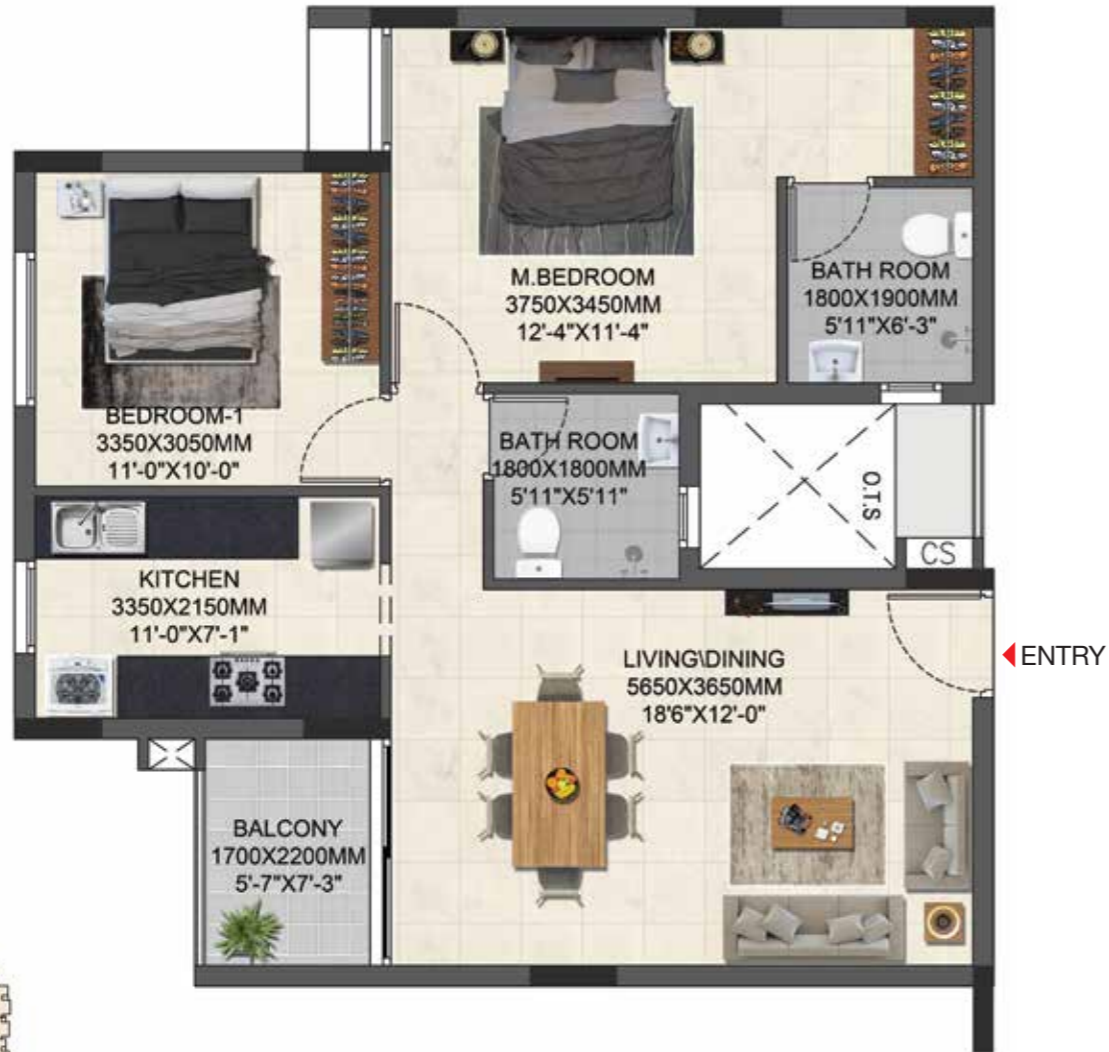 M.BEDROOM
3750X3450MM
12'-4"X11'-4"
BATH ROOM
1800X1900MM
5'11"X6'-3"
BEDROOM-1
3350X3050MM
11'-0"X10'-0"
BATH ROOM
1800X1800MM
5'11"X5'11"
O.T.S
CS
KITCHEN
3350X2150MM
11'-0"X7'-1"
LIVING\DINING
5650X3650MM
18'6"X12'-0"
ENTRY
BALCONY
1700X2200MM
5'-7"X7'-3"